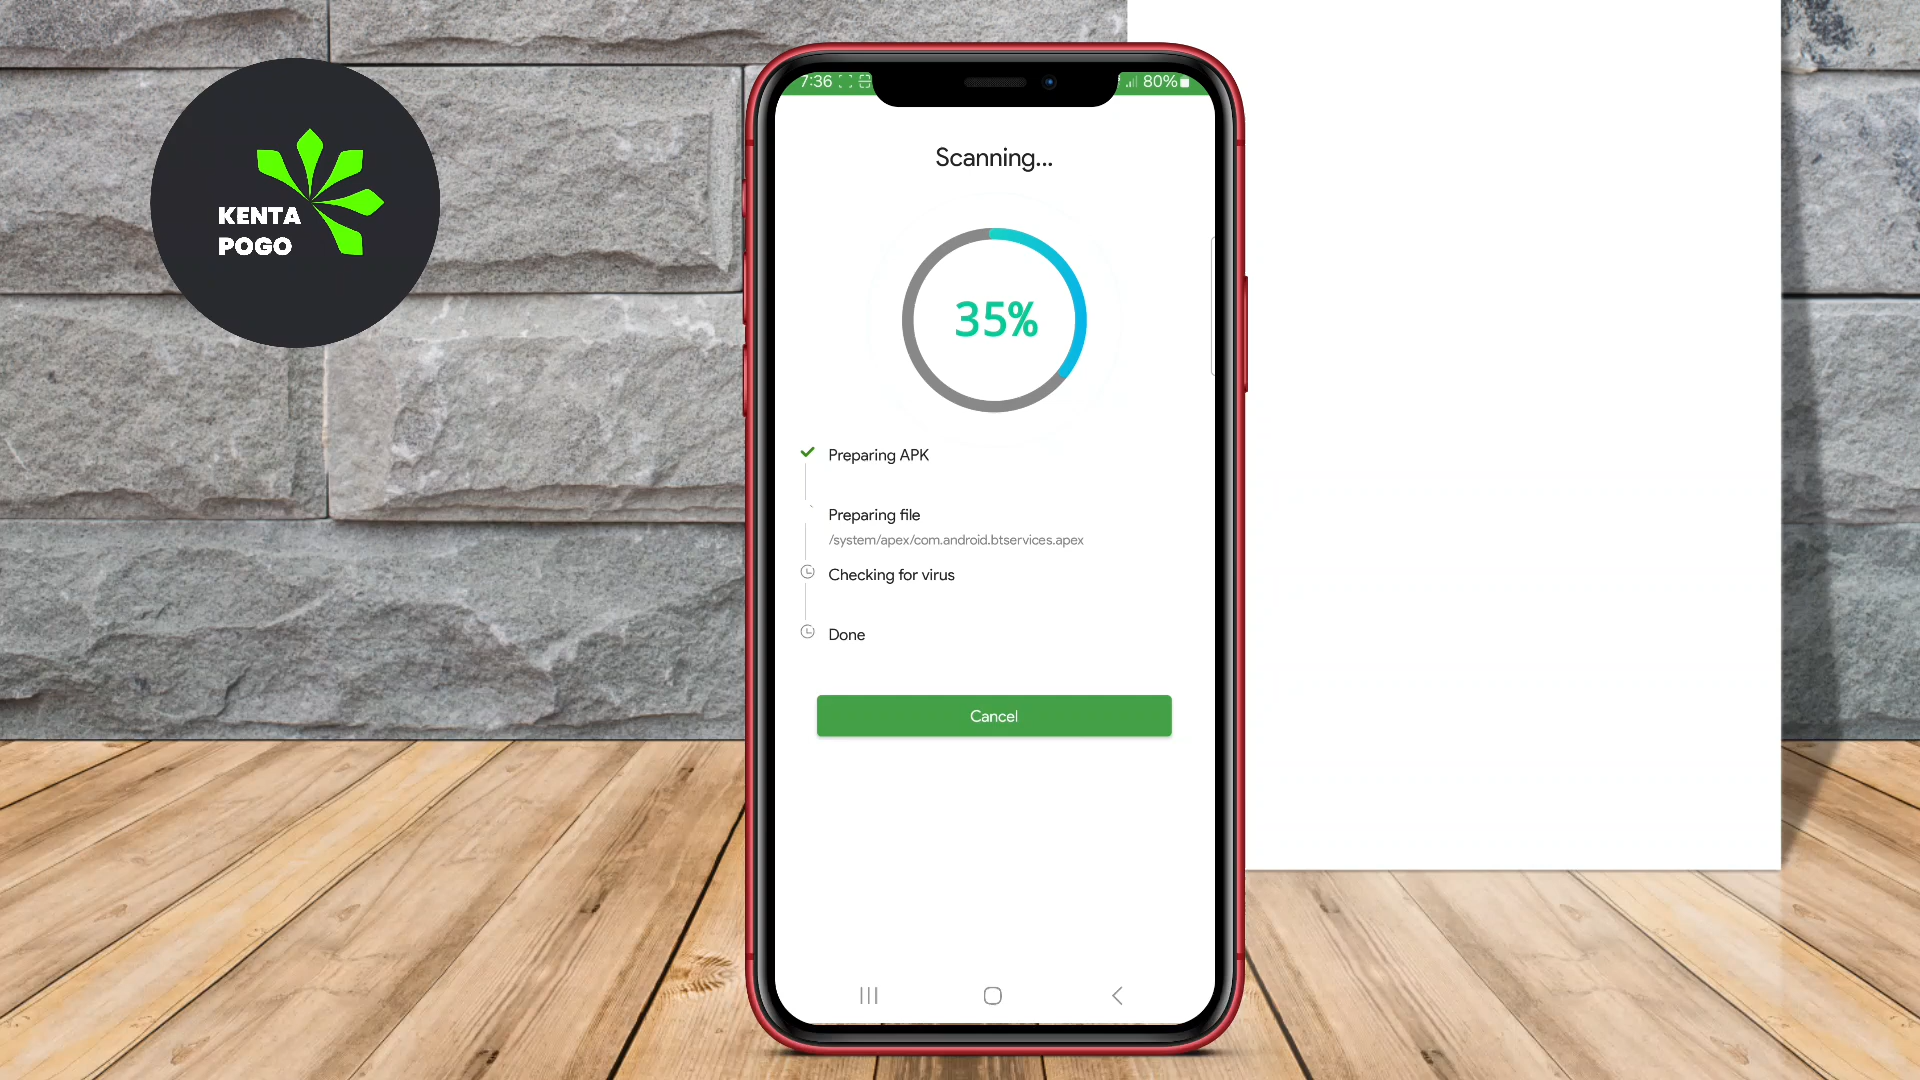 KENTA
POGO
7:36
80%
Scanning...
35%
Preparing APK
Preparing file
/system/apex/com.android.btservices.apex
Checking for virus
Done
Cancel